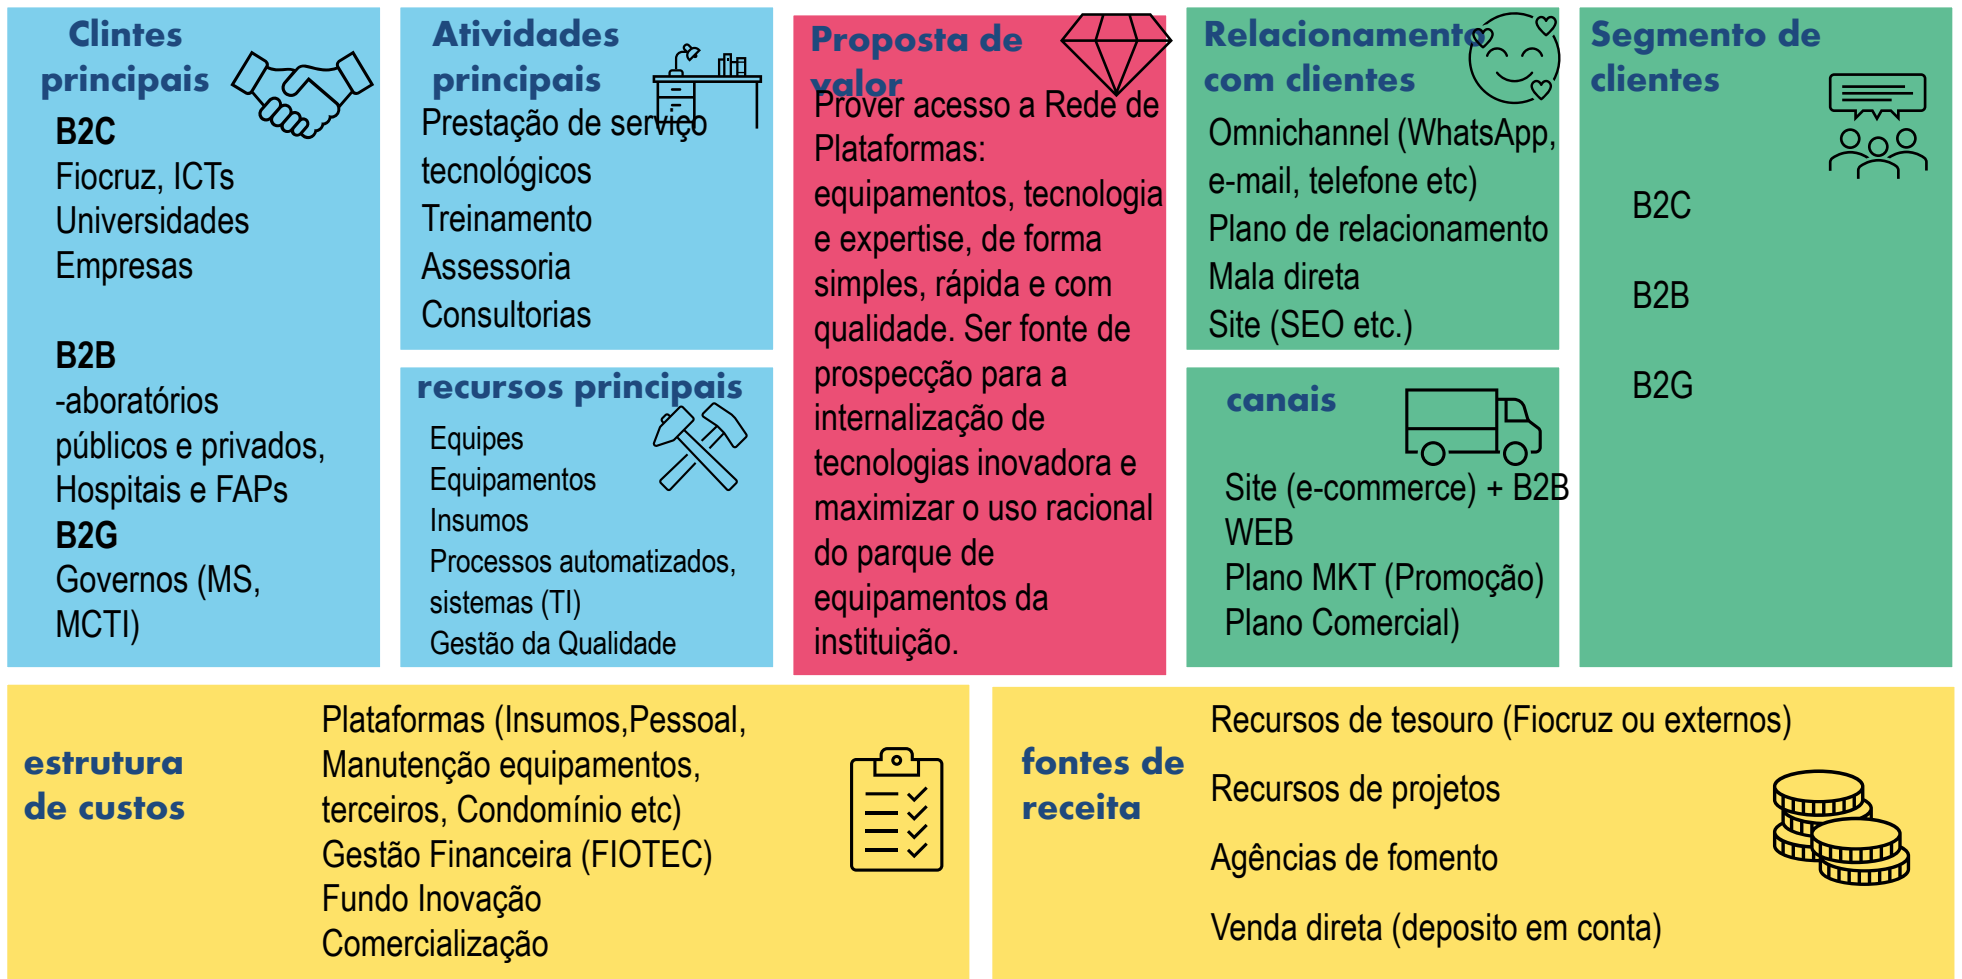 Clintes
principais
B2C
Fiocruz, ICTs
Universidades
Empresas
B2B
-aboratórios
públicos e privados,
Hospitais e FAPs
B2G
Governos (MS,
MCTI)
Atividades
principais
Prestação de serviço
tecnológicos
Treinamento
Assessoria
Consultorias
recursos principais
Equipes
Equipamentos
Insumos
Processos automatizados,
sistemas (TI)
Gestão da Qualidade
Proposta de
valor
Prover acesso a Rede de
Plataformas:
equipamentos, tecnologia
e expertise, de forma
simples, rápida e com
qualidade. Ser fonte de
prospecção para a
internalização de
tecnologias inovadora e
maximizar o uso racional
do parque de
equipamentos da
instituição.
Relacionamento
com clientes
Omnichannel (WhatsApp,
e-mail, telefone etc)
Plano de relacionamento
Mala direta
Site (SEO etc.)
canais
Site (e-commerce) + B2B
WEB
Plano MKT (Promoção)
Plano Comercial)
Segmento de
clientes
B2C
B2B
B2G
estrutura
de custos
Plataformas (Insumos,Pessoal,
Manutenção equipamentos,
terceiros, Condomínio etc)
Gestão Financeira (FIOTEC)
Fundo Inovação
Comercialização
fontes de
receita
Recursos de tesouro (Fiocruz ou externos)
Recursos de projetos
Agências de fomento
Venda direta (deposito em conta)